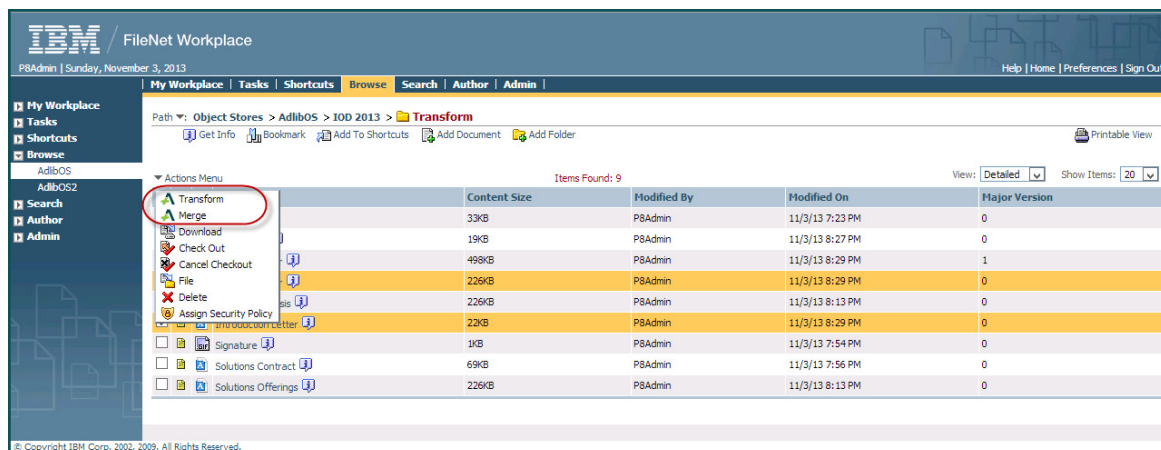 IBM / FileNet Workplace
P8Admin | Sunday, November 3, 2013
Help | Home | Preferences | Sign Out
| My Workplace | Tasks | Shortcuts | Browse | Search | Author | Admin |
My Workplace
Tasks
Shortcuts
Browse
AdlibOS
AdlibOS2
Search
Author
Admin
Path : Object Stores > AdlibOS > IOD 2013 > Transform
Get Info Bookmark Add To Shortcuts Add Document Add Folder Printable View
Actions Menu Items Found: 9 View: Detailed Show Items: 20
Transform
Merge
Download
Check Out
Cancel Checkout
File
Delete
Assign Security Policy
Content Size Modified By Modified On Major Version
33KB P8Admin 11/3/13 7:23 PM 0
19KB P8Admin 11/3/13 8:27 PM 0
498KB P8Admin 11/3/13 8:29 PM 1
226KB P8Admin 11/3/13 8:29 PM 0
sis 226KB P8Admin 11/3/13 8:13 PM 0
Introduction Letter 22KB P8Admin 11/3/13 8:29 PM 0
Signature 1KB P8Admin 11/3/13 7:54 PM 0
Solutions Contract 69KB P8Admin 11/3/13 7:56 PM 0
Solutions Offerings 226KB P8Admin 11/3/13 8:13 PM 0
© Copyright IBM Corp. 2002, 2009. All Rights Reserved.